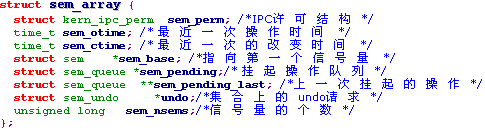 struct sem_array {
struct kern_ipc_perm sem_perm; /*IPC许可结构 */
time_t sem_otime; /*最近一次操作时间 */
time_t sem_ctime; /*最近一次的改变时间 */
struct sem *sem_base; /*指向第一个信号量 */
struct sem_queue *sem_pending;/*挂起操作队列 */
struct sem_queue **sem_pending_last; /*上一次挂起的操作 */
struct sem_undo *undo;/*集合上的undo请求 */
unsigned long sem_nsems;/*信号量的个数 */
};